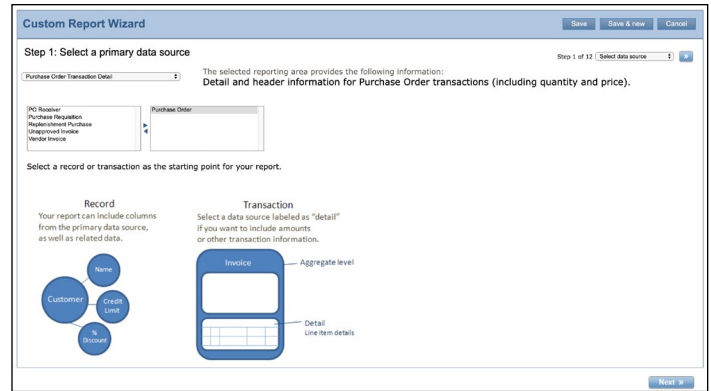 Custom Report Wizard
Save
Save & new
Cancel
Step 1: Select a primary data source
Step 1 of 12
Select data source
Purchase Order Transaction Detail
The selected reporting area provides the following information:
Detail and header information for Purchase Order transactions (including quantity and price).
PO Receiver
Purchase Requisition
Replenishment Purchase
Unapproved Invoice
Vendor Invoice
Purchase Order
Select a record or transaction as the starting point for your report.
Record
Your report can include columns
from the primary data source,
as well as related data.
Name
Customer
Credit
Limit
%
Discount
Transaction
Select a data source labeled as "detail"
if you want to include amounts
or other transaction information.
Invoice
Aggregate level
Detail
Line item details
Next »